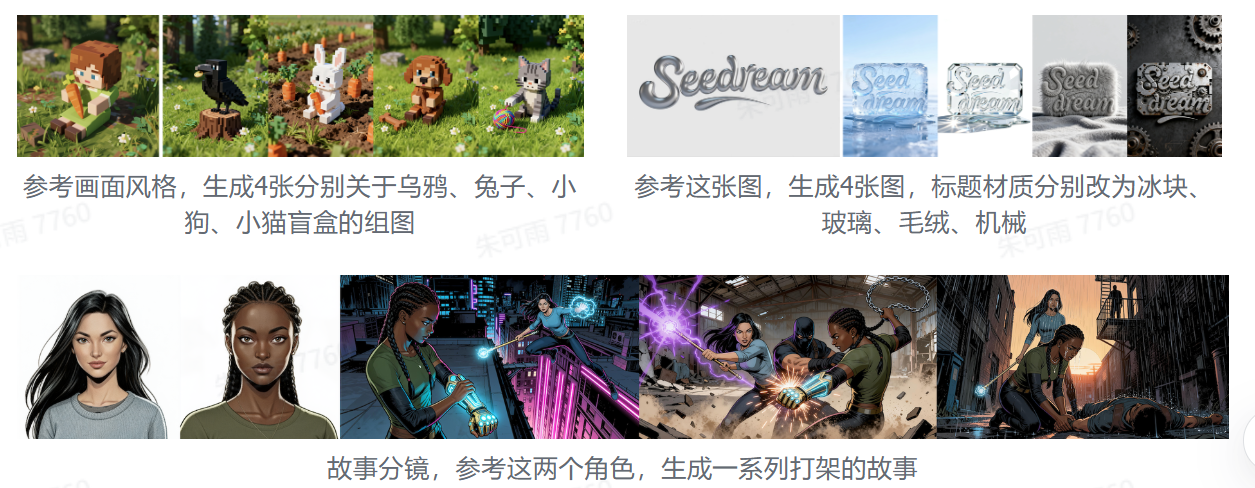 Seedream
Seed
dream
Seed
dream
Seed
dream
Seed
dream
参考画面风格，生成4张分别关于乌鸦、兔子、小
狗、小猫盲盒的组图
参考这张图，生成4张图，标题材质分别改为冰块、
玻璃、毛绒、机械
朱可雨 7760
朱可雨 7760
雨 7760
故事分镜，参考这两个角色，生成一系列打架的故事